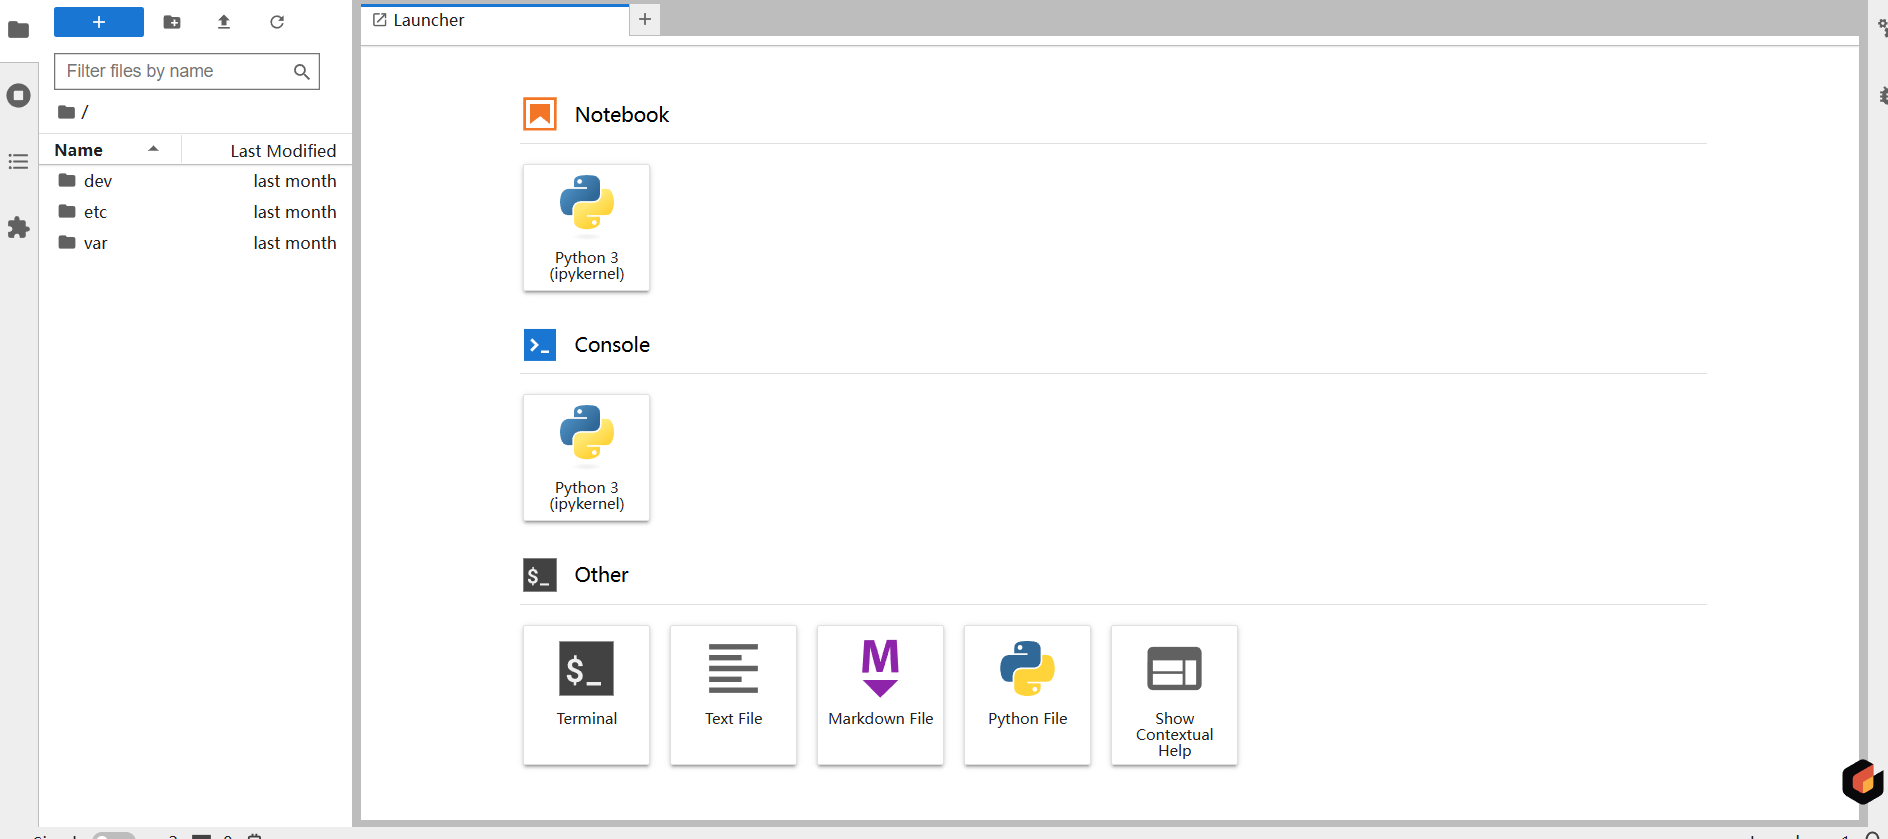 Launcher
Filter files by name
/
Name Last Modified
dev last month
etc last month
var last month
Notebook
Python 3
(ipykernel)
Console
Python 3
(ipykernel)
Other
$_
Terminal
Text File
Markdown File
Python File
Show
Contextual
Help